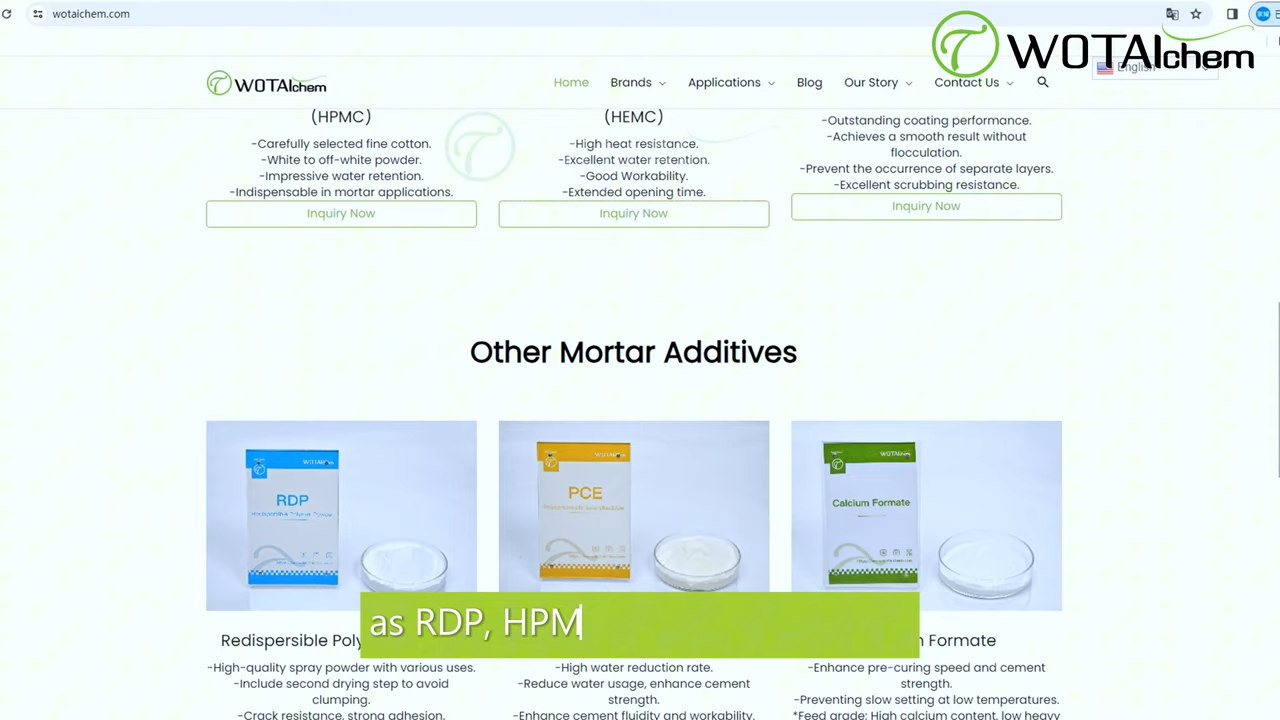 wotaichem.com
WOTAIchem
English
WOTAIchem
Home
Brands
Applications
Blog
Our Story
Contact Us
(HPMC)
-Carefully selected fine cotton.
-White to off-white powder.
-Impressive water retention.
-Indispensable in mortar applications.
Inquiry Now
(HEMC)
-High heat resistance.
-Excellent water retention.
-Good Workability.
-Extended opening time.
Inquiry Now
-Outstanding coating performance.
-Achieves a smooth result without
flocculation.
-Prevent the occurrence of separate layers.
-Excellent scrubbing resistance.
Inquiry Now
Other Mortar Additives
WOTAIchem
RDP
Redispersible Polymer Powder
WOTAIchem
PCE
WOTAIchem
Calcium Formate
as RDP, HPM
Redispersible Poly
-High-quality spray powder with various uses.
-Include second drying step to avoid
clumping.
-Crack resistance, strong adhesion.
-High water reduction rate.
-Reduce water usage, enhance cement
strength.
-Enhance cement fluidity and workability.
Formate
-Enhance pre-curing speed and cement
strength.
-Preventing slow setting at low temperatures.
*Feed grade: High calcium content, low heavy